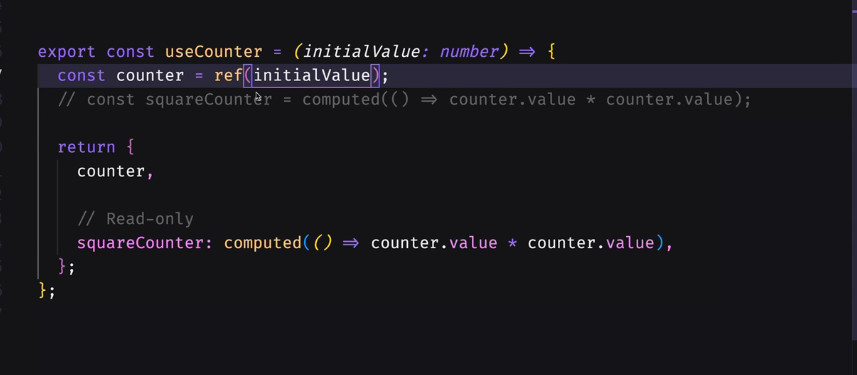 export const useCounter = (initialValue: number) => {
const counter = ref(initialValue);
// const squareCounter = computed(() => counter.value * counter.value);
return {
counter,
// Read-only
squareCounter: computed(() => counter.value * counter.value),
};
};